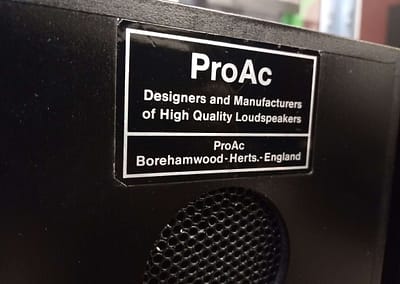 ProAc
Designers and Manufacturers
of High Quality Loudspeakers
ProAc
Borehamwood-Herts.-England